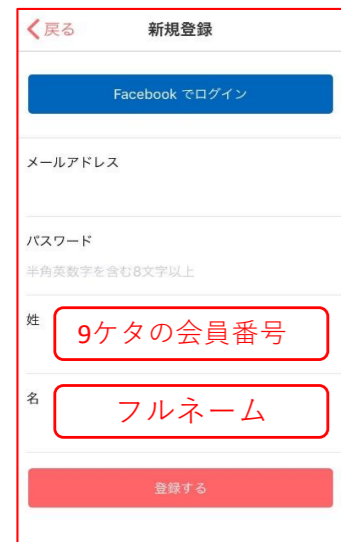 戻る 新規登録
Facebook でログイン
メールアドレス
パスワード
半角英数字を含む8文字以上
姓
9ケタの会員番号
名
フルネーム
登録する